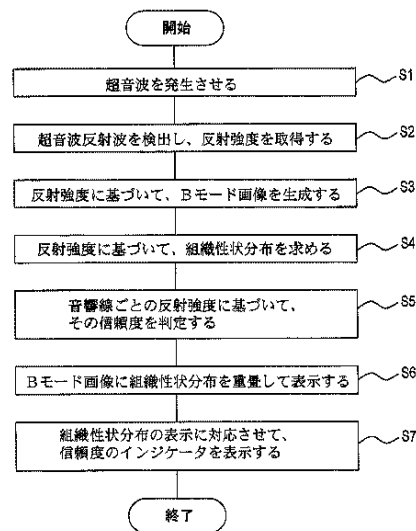 開始
超音波を発生させる
S1
超音波反射波を検出し、反射強度を取得する
S2
反射強度に基づいて、Bモード画像を生成する
S3
反射強度に基づいて、組織性状分布を求める
S4
音響線ごとの反射強度に基づいて、
その信頼度を判定する
S5
Bモード画像に組織性状分布を重畳して表示する
S6
組織性状分布の表示に対応させて、
信頼度のインジケータを表示する
S7
終了